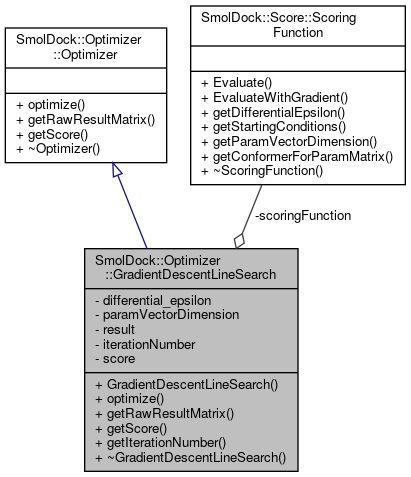 SmolDock::Optimizer
::Optimizer
+ optimize()
+ getRawResultMatrix()
+ getScore()
+ ~Optimizer()
SmolDock::Score::Scoring
Function
+ Evaluate()
+ EvaluateWithGradient()
+ getDifferentialEpsilon()
+ getStartingConditions()
+ getParamVectorDimension()
+ getConformerForParamMatrix()
+ ~ScoringFunction()
-scoringFunction
SmolDock::Optimizer
::GradientDescentLineSearch
- differential_epsilon
- paramVectorDimension
- result
- iterationNumber
- score
+ GradientDescentLineSearch()
+ optimize()
+ getRawResultMatrix()
+ getScore()
+ getIterationNumber()
+ ~GradientDescentLineSearch()